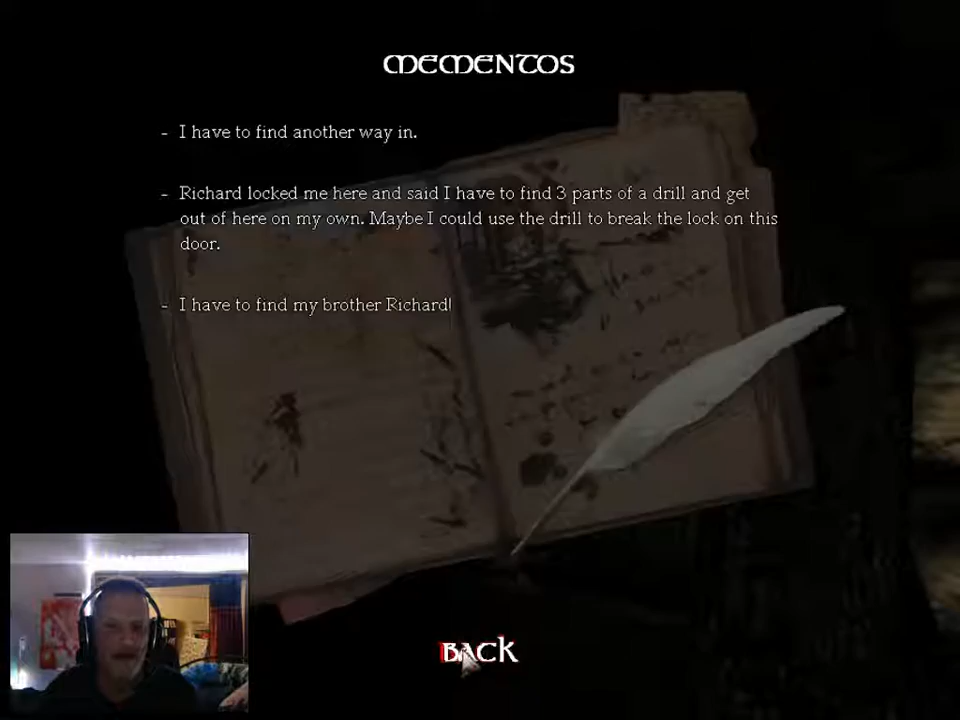 MEMENTOS
- I have to find another way in.
- Richard locked me here and said I have to find 3 parts of a drill and get
out of here on my own. Maybe I could use the drill to break the lock on this
door.
- I have to find my brother Richard!
BACK